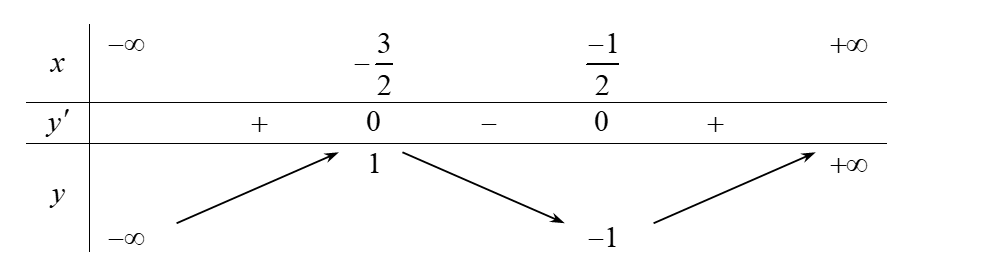 x −∞ −3/2 −1/2 +∞
y′ + 0 − 0 +
y −∞ 1 −1 +∞